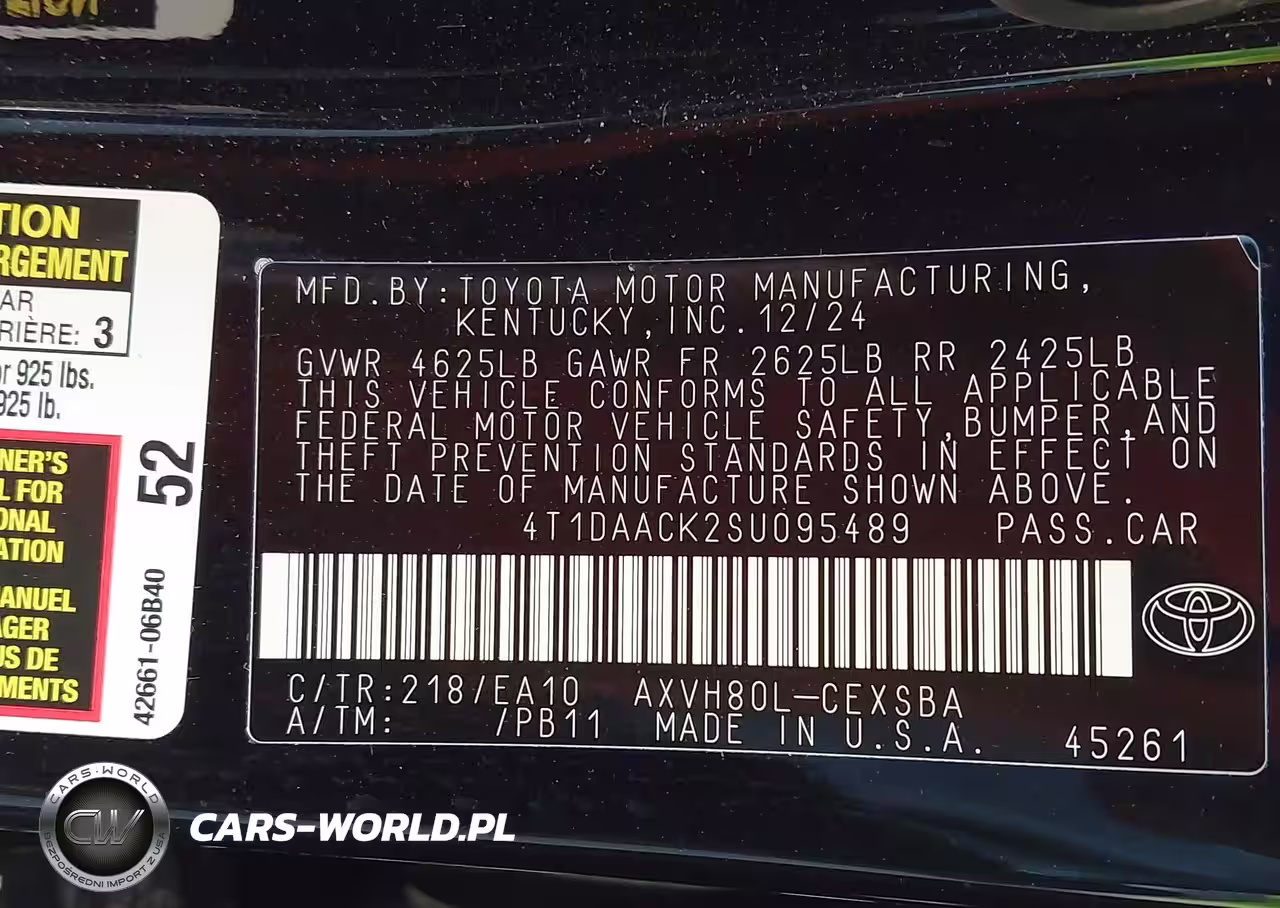 TION
RGEMENT
AR
RIÈRE: 3
or 925 lbs.
925 lb.
NER'S
L FOR
ONAL
ATION
ANUEL
AGER
US DE
MENTS
52
42661-06B40
MFD.BY:TOYOTA MOTOR MANUFACTURING,
KENTUCKY,INC.12/24
GVWR 4625LB GAWR FR 2625LB RR 2425LB
THIS VEHICLE CONFORMS TO ALL APPLICABLE
FEDERAL MOTOR VEHICLE SAFETY,BUMPER,AND
THEFT PREVENTION STANDARDS IN EFFECT ON
THE DATE OF MANUFACTURE SHOWN ABOVE.
4T1DAACK2SU095489 PASS.CAR
C/TR:218/EA10 AXVH80L-CEXSBA
A/TM: /PB11 MADE IN U.S.A. 45261
CARS-WORLD
CW
BEZPOŚREDNI IMPORT Z USA
CARS-WORLD.PL